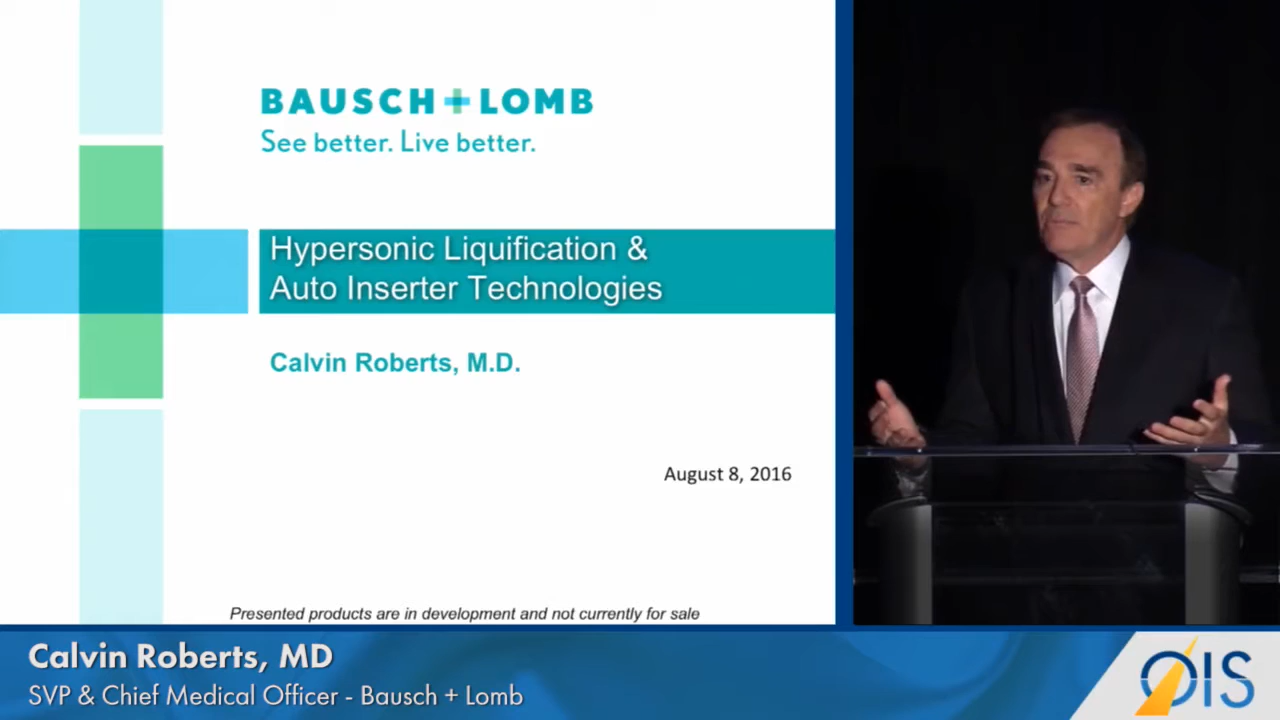 BAUSCH + LOMB
See better. Live better.
Hypersonic Liquification &
Auto Inserter Technologies
Calvin Roberts, M.D.
August 8, 2016
Presented products are in development and not currently for sale
Calvin Roberts, MD
SVP & Chief Medical Officer - Bausch + Lomb
OIS